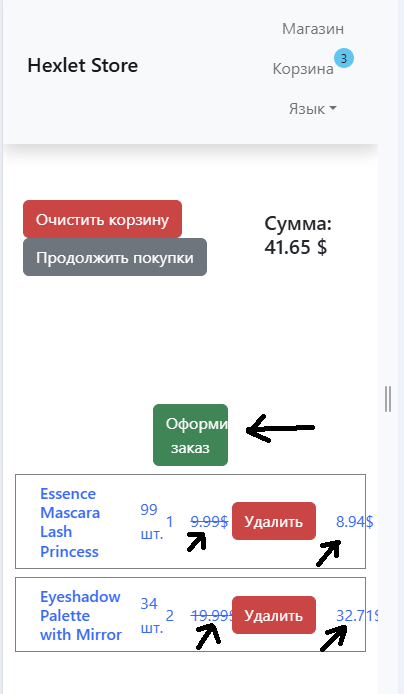 Магазин
Hexlet Store
Корзина 3
Язык
Очистить корзину
Продолжить покупки
Сумма:
41.65 $
Оформи
заказ
Essence
Mascara
Lash
Princess
99
шт.
1
9.99$
Удалить
8.94$
Eyeshadow
Palette
with Mirror
34
шт.
2
19.99$
Удалить
32.71$